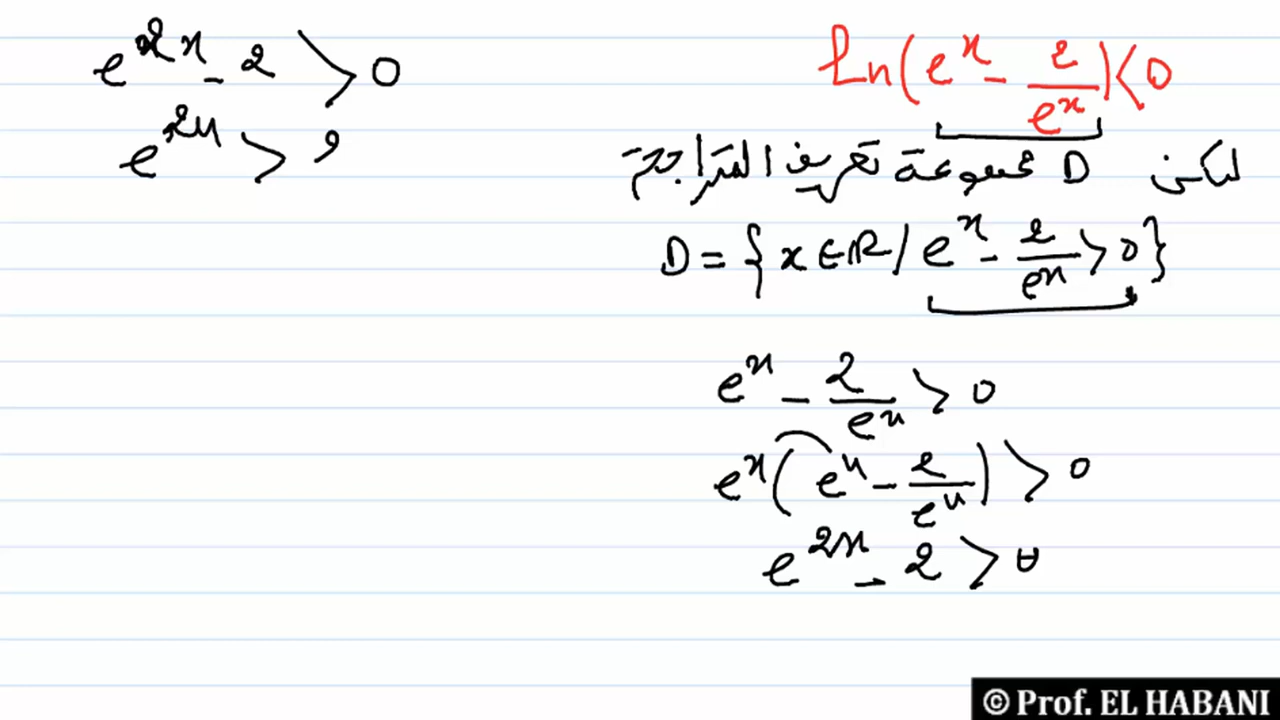 ln(e^x - 2/e^x) < 0
لكن D مجموعة تعريف المتراجحة
D = { x ∈ ℝ / e^x - 2/e^x > 0 }
e^x - 2/e^x > 0
e^x ( e^x - 2/e^x ) > 0
e^2x - 2 > 0
e^2x - 2 > 0
e^2x >
© Prof. EL HABANI